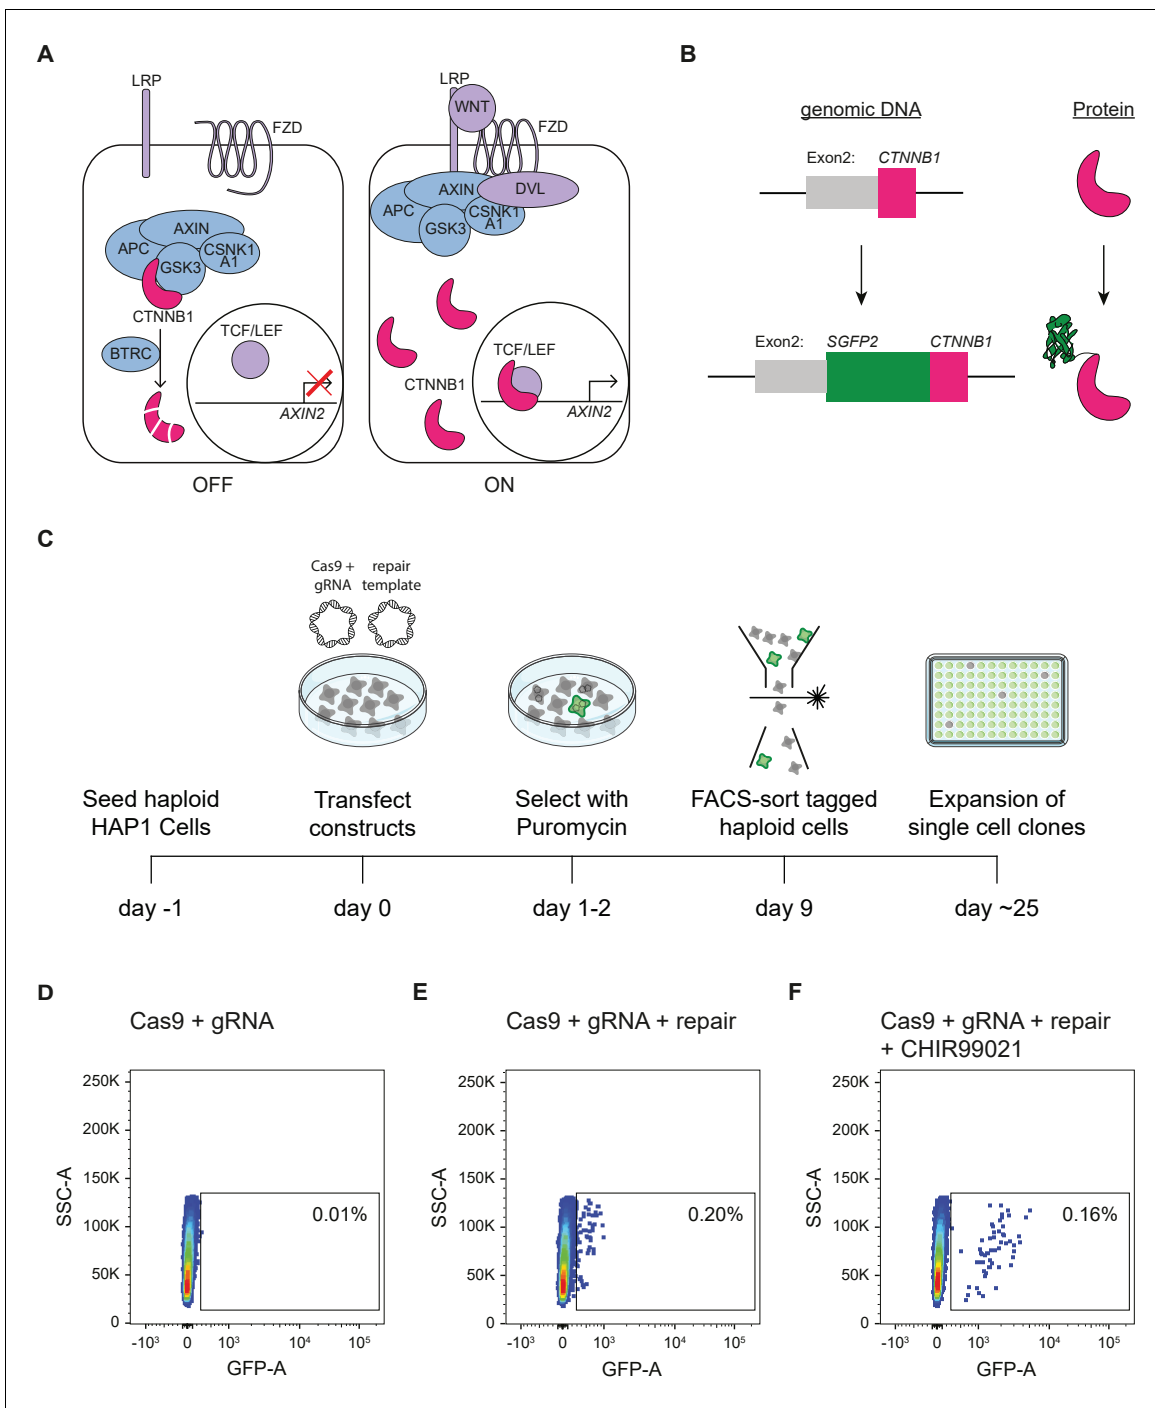 A
LRP
FZD
AXIN
APC
CSNK1
A1
GSK3
CTNNB1
BTRC
TCF/LEF
AXIN2
OFF
LRP
WNT
FZD
AXIN
DVL
APC
CSNK1
A1
GSK3
TCF/LEF
CTNNB1
AXIN2
ON
B
genomic DNA
Protein
Exon2:
CTNNB1
Exon2:
SGFP2
CTNNB1
C
Cas9 +
gRNA
repair
template
Seed haploid
HAP1 Cells
Transfect
constructs
Select with
Puromycin
FACS-sort tagged
haploid cells
Expansion of
single cell clones
day -1
day 0
day 1-2
day 9
day ~25
D
Cas9 + gRNA
250K
200K
150K
100K
50K
0
SSC-A
0.01%
-10³
0
10³
10⁴
10⁵
GFP-A
E
Cas9 + gRNA + repair
250K
200K
150K
100K
50K
0
SSC-A
0.20%
-10³
0
10³
10⁴
10⁵
GFP-A
F
Cas9 + gRNA + repair
+ CHIR99021
250K
200K
150K
100K
50K
0
SSC-A
0.16%
-10³
0
10³
10⁴
10⁵
GFP-A